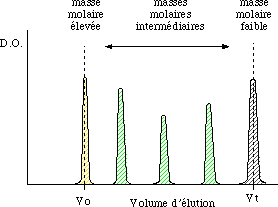 masse masses masse
molaire molaires molaire
élevée intermédiaires faible
D.O.
Vo Volume d'élution Vt